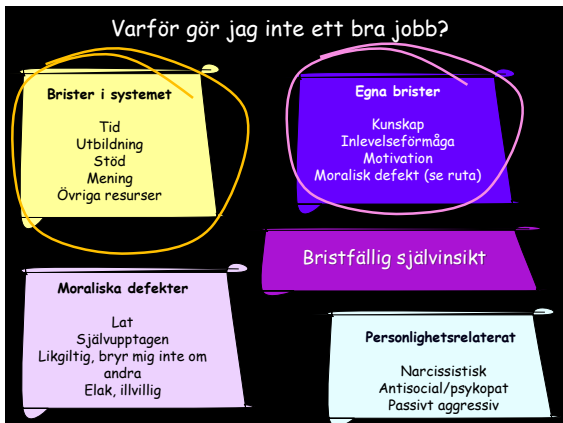 Varför gör jag inte ett bra jobb?
Brister i systemet
Tid
Utbildning
Stöd
Mening
Övriga resurser
Egna brister
Kunskap
Inlevelseförmåga
Motivation
Moralisk defekt (se ruta)
Bristfällig självinsikt
Moraliska defekter
Lat
Självupptagen
Likgiltig, bryr mig inte om
andra
Elak, illvillig
Personlighetsrelaterat
Narcissistisk
Antisocial/psykopat
Passivt aggressiv